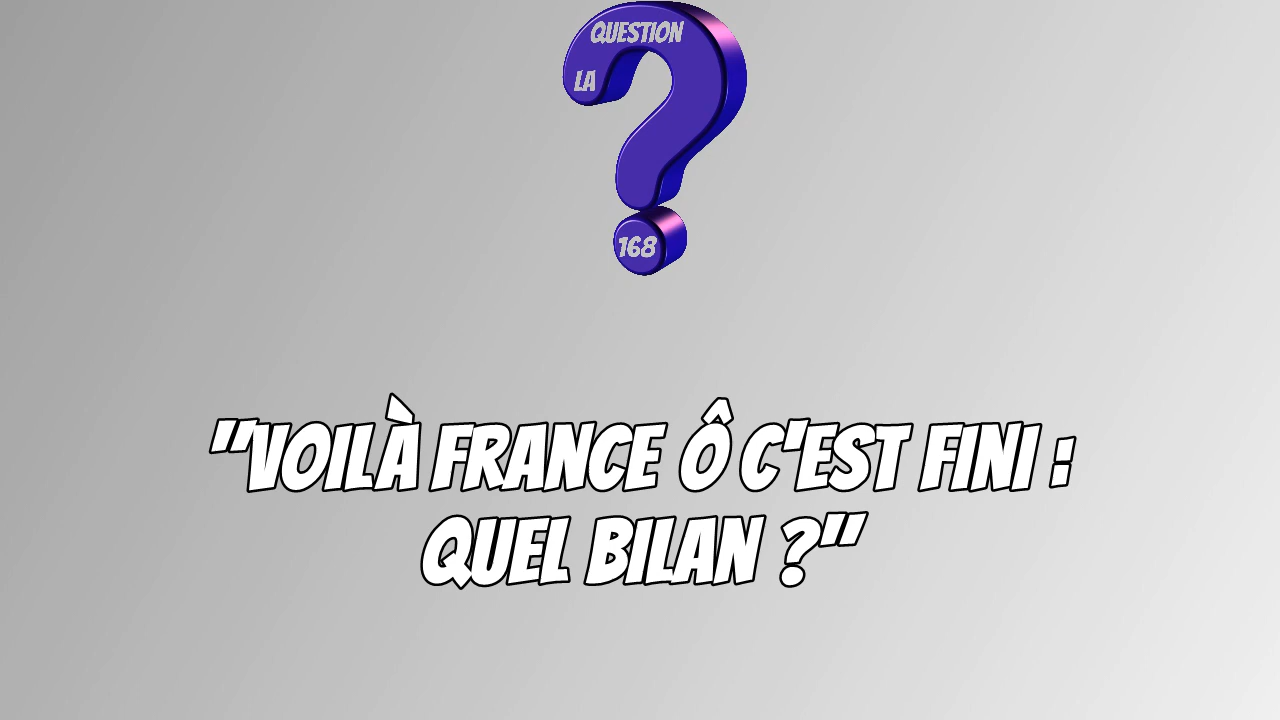 QUESTION
LA
168
"VOILÀ FRANCE Ô C'EST FINI :
QUEL BILAN ?"